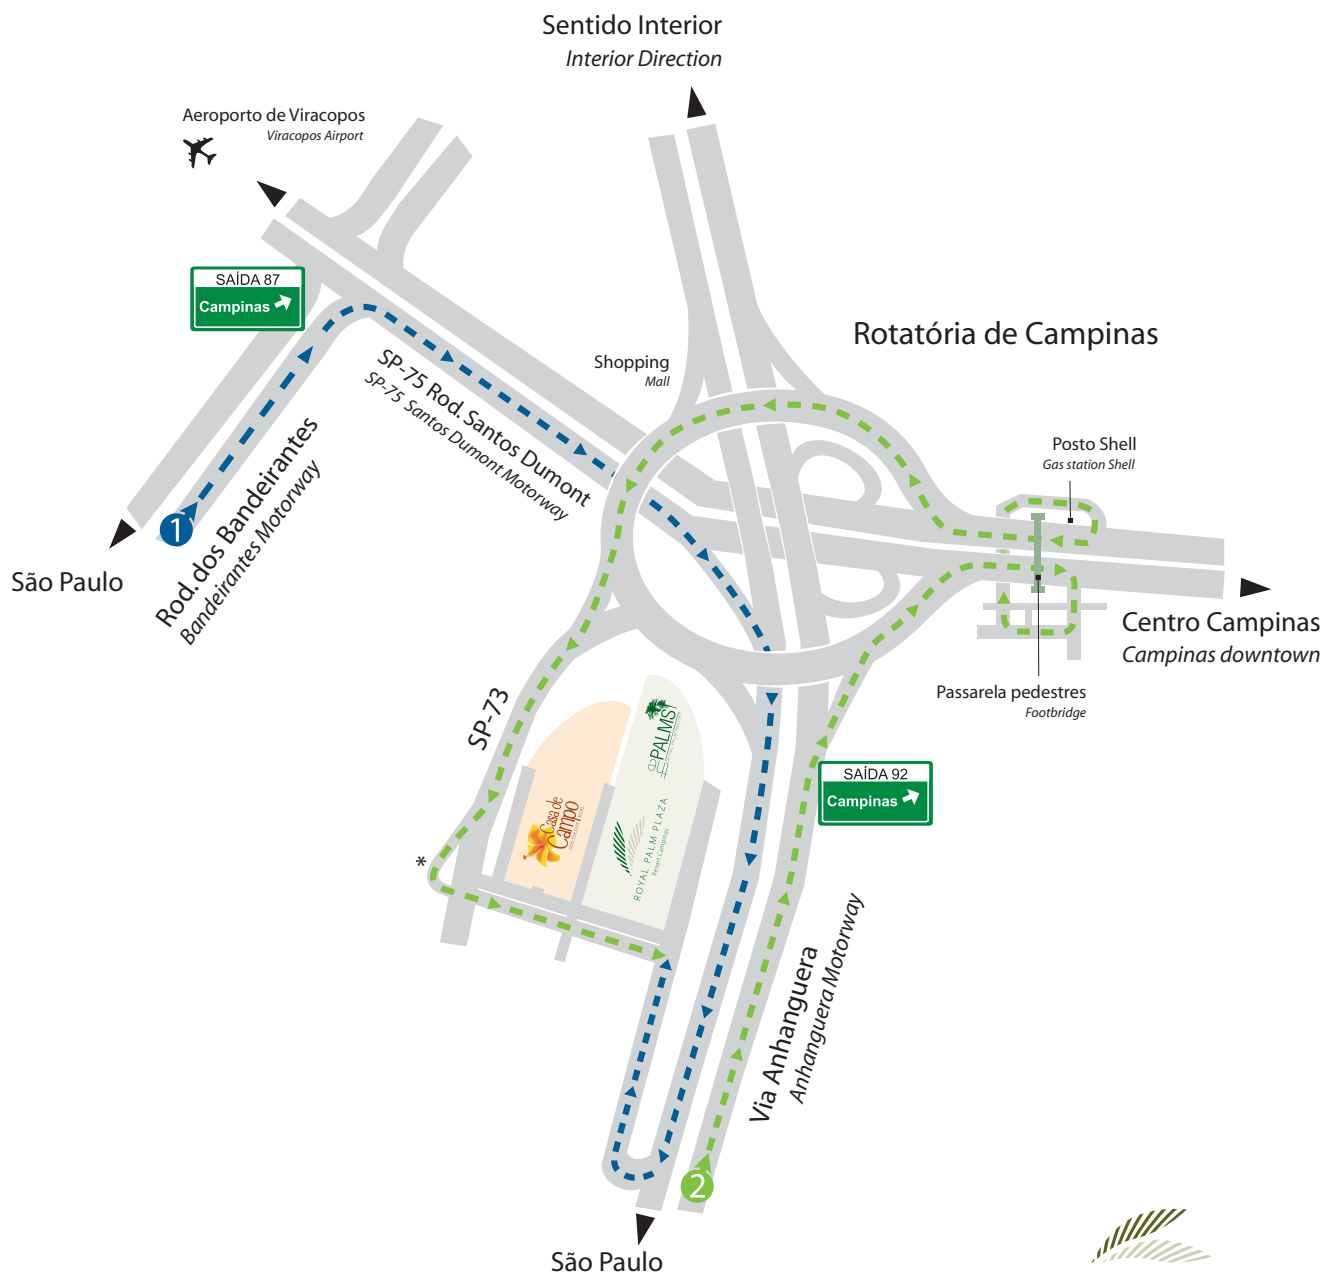 Sentido Interior
Interior Direction
Aeroporto de Viracopos
Viracopos Airport
SAÍDA 87
Campinas
Rotatória de Campinas
Shopping
Mall
SP-75 Rod. Santos Dumont
SP-75 Santos Dumont Motorway
Posto Shell
Gas station Shell
1
Rod. dos Bandeirantes
Bandeirantes Motorway
São Paulo
Centro Campinas
Campinas downtown
Passarela pedestres
Footbridge
SP-73
PALMS
SAÍDA 92
Campinas
Casa de
Campo
ROYAL PALM PLAZA
Resort Campinas
*
Via Anhanguera
Anhanguera Motorway
2
São Paulo